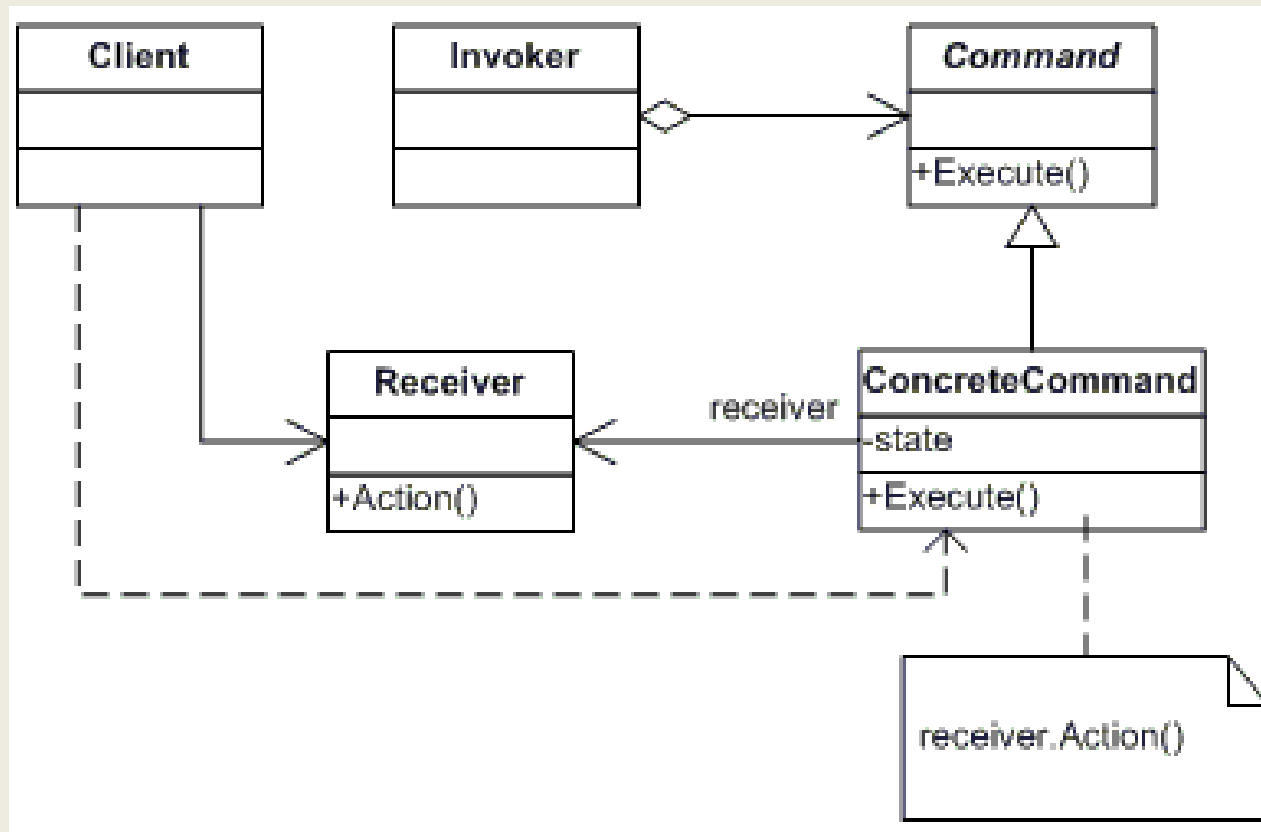 Client
Invoker
Command
+Execute()
Receiver
+Action()
receiver
ConcreteCommand
-state
+Execute()
receiver.Action()